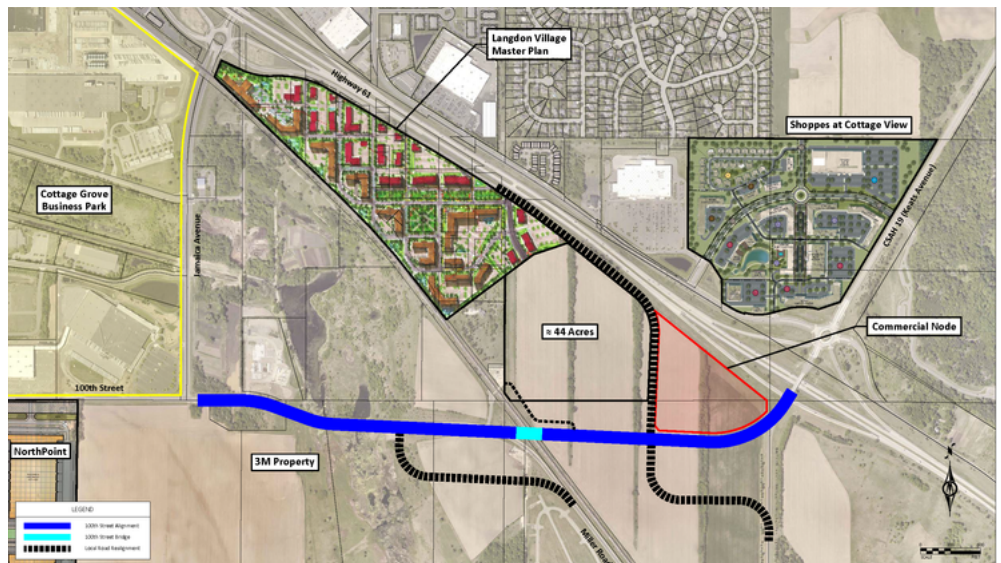 Langdon Village
Master Plan
Highway 61
Shoppes at Cottage View
CSAH 19 (Keats Avenue)
Cottage Grove
Business Park
Jamaica Avenue
≈ 44 Acres
Commercial Node
100th Street
NorthPoint
3M Property
Miller Road
LEGEND
100th Street Alignment
100th Street Bridge
Local Road Realignment